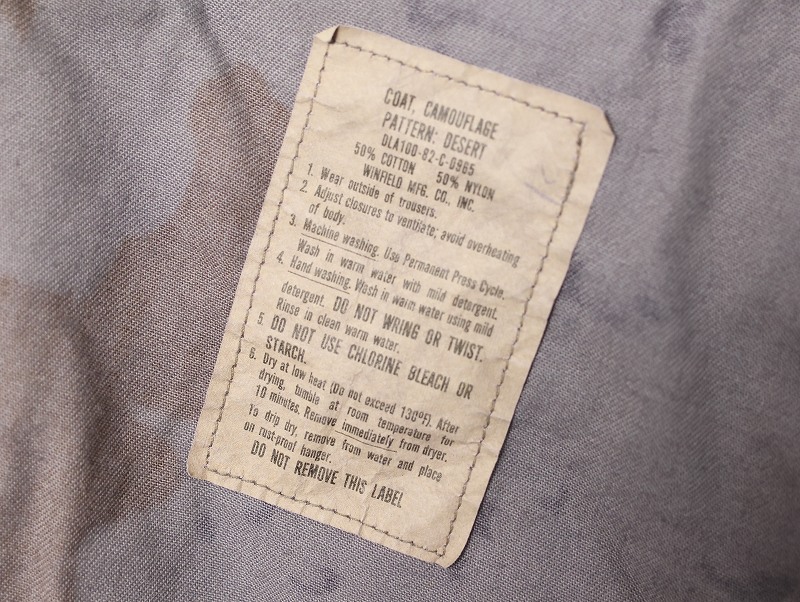 COAT, CAMOUFLAGE
PATTERN: DESERT
DLA100-82-C-0985
50% COTTON 50% NYLON
WINFIELD MFG. CO., INC.
1. Wear outside of trousers.
2. Adjust closures to ventilate; avoid overheating
of body.
3. Machine washing. Use Permanent Press Cycle.
Wash in warm water with mild detergent.
4. Hand washing. Wash in warm water using mild
detergent. DO NOT WRING OR TWIST.
Rinse in clean warm water.
5. DO NOT USE CHLORINE BLEACH OR
STARCH.
6. Dry at low heat (Do not exceed 130°F). After
drying, tumble at room temperature for
10 minutes. Remove immediately from dryer.
To drip dry, remove from water and place
on rust-proof hanger.
DO NOT REMOVE THIS LABEL